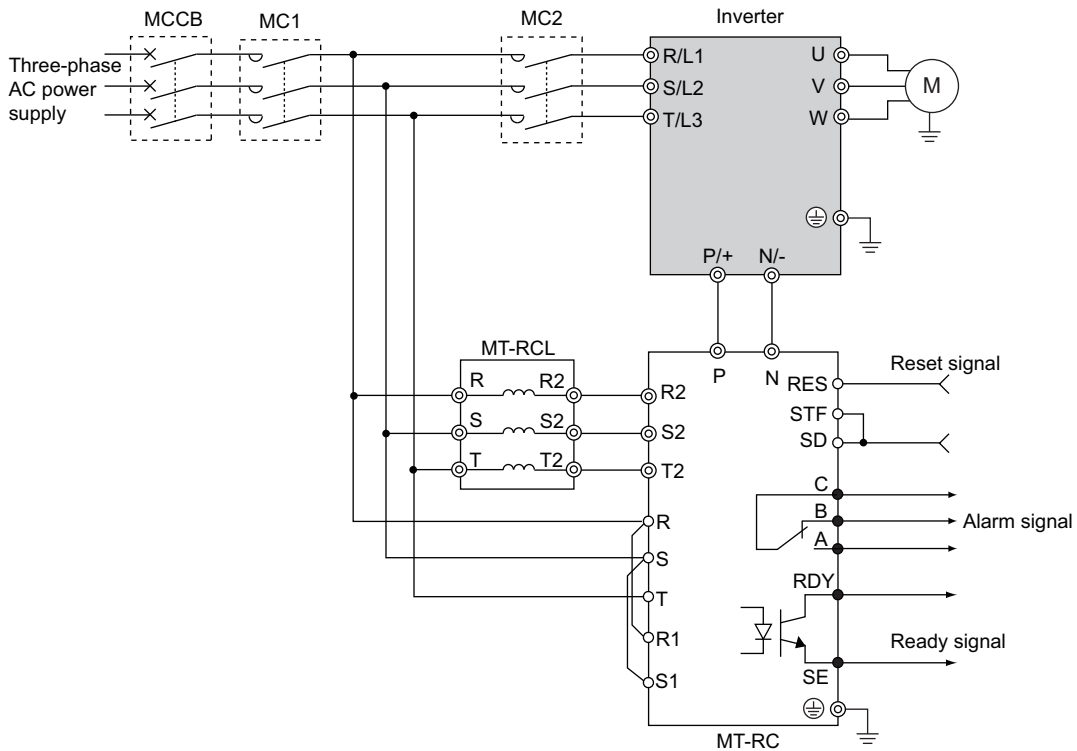 MCCB
MC1
MC2
Inverter
Three-phase
AC power
supply
R/L1
S/L2
T/L3
U
V
W
M
P/+
N/-
MT-RCL
R
R2
S
S2
T
T2
P
N
R2
S2
T2
R
S
T
R1
S1
RES
Reset signal
STF
SD
C
B
Alarm signal
A
RDY
Ready signal
SE
MT-RC